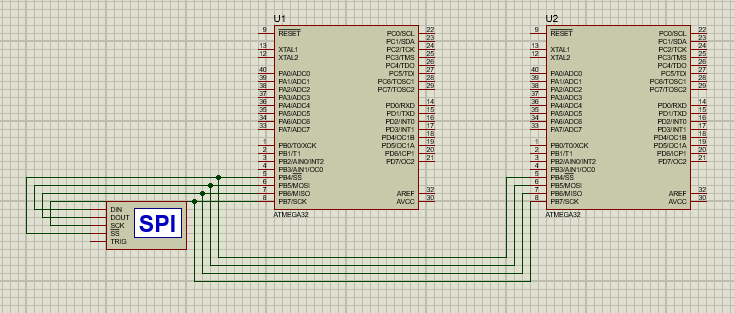 U1
9 RESET
13 XTAL1
12 XTAL2
40 PA0/ADC0
39 PA1/ADC1
38 PA2/ADC2
37 PA3/ADC3
36 PA4/ADC4
35 PA5/ADC5
34 PA6/ADC6
33 PA7/ADC7
1 PB0/T0/XCK
2 PB1/T1
3 PB2/AIN0/INT2
4 PB3/AIN1/OC0
5 PB4/SS
6 PB5/MOSI
7 PB6/MISO
8 PB7/SCK
PC0/SCL 22
PC1/SDA 23
PC2/TCK 24
PC3/TMS 25
PC4/TDO 26
PC5/TDI 27
PC6/TOSC1 28
PC7/TOSC2 29
PD0/RXD 14
PD1/TXD 15
PD2/INT0 16
PD3/INT1 17
PD4/OC1B 18
PD5/OC1A 19
PD6/ICP1 20
PD7/OC2 21
AREF 32
AVCC 30
ATMEGA32
U2
9 RESET
13 XTAL1
12 XTAL2
40 PA0/ADC0
39 PA1/ADC1
38 PA2/ADC2
37 PA3/ADC3
36 PA4/ADC4
35 PA5/ADC5
34 PA6/ADC6
33 PA7/ADC7
1 PB0/T0/XCK
2 PB1/T1
3 PB2/AIN0/INT2
4 PB3/AIN1/OC0
5 PB4/SS
6 PB5/MOSI
7 PB6/MISO
8 PB7/SCK
PC0/SCL 22
PC1/SDA 23
PC2/TCK 24
PC3/TMS 25
PC4/TDO 26
PC5/TDI 27
PC6/TOSC1 28
PC7/TOSC2 29
PD0/RXD 14
PD1/TXD 15
PD2/INT0 16
PD3/INT1 17
PD4/OC1B 18
PD5/OC1A 19
PD6/ICP1 20
PD7/OC2 21
AREF 32
AVCC 30
ATMEGA32
DIN
DOUT
SCK
SS
TRIG
SPI